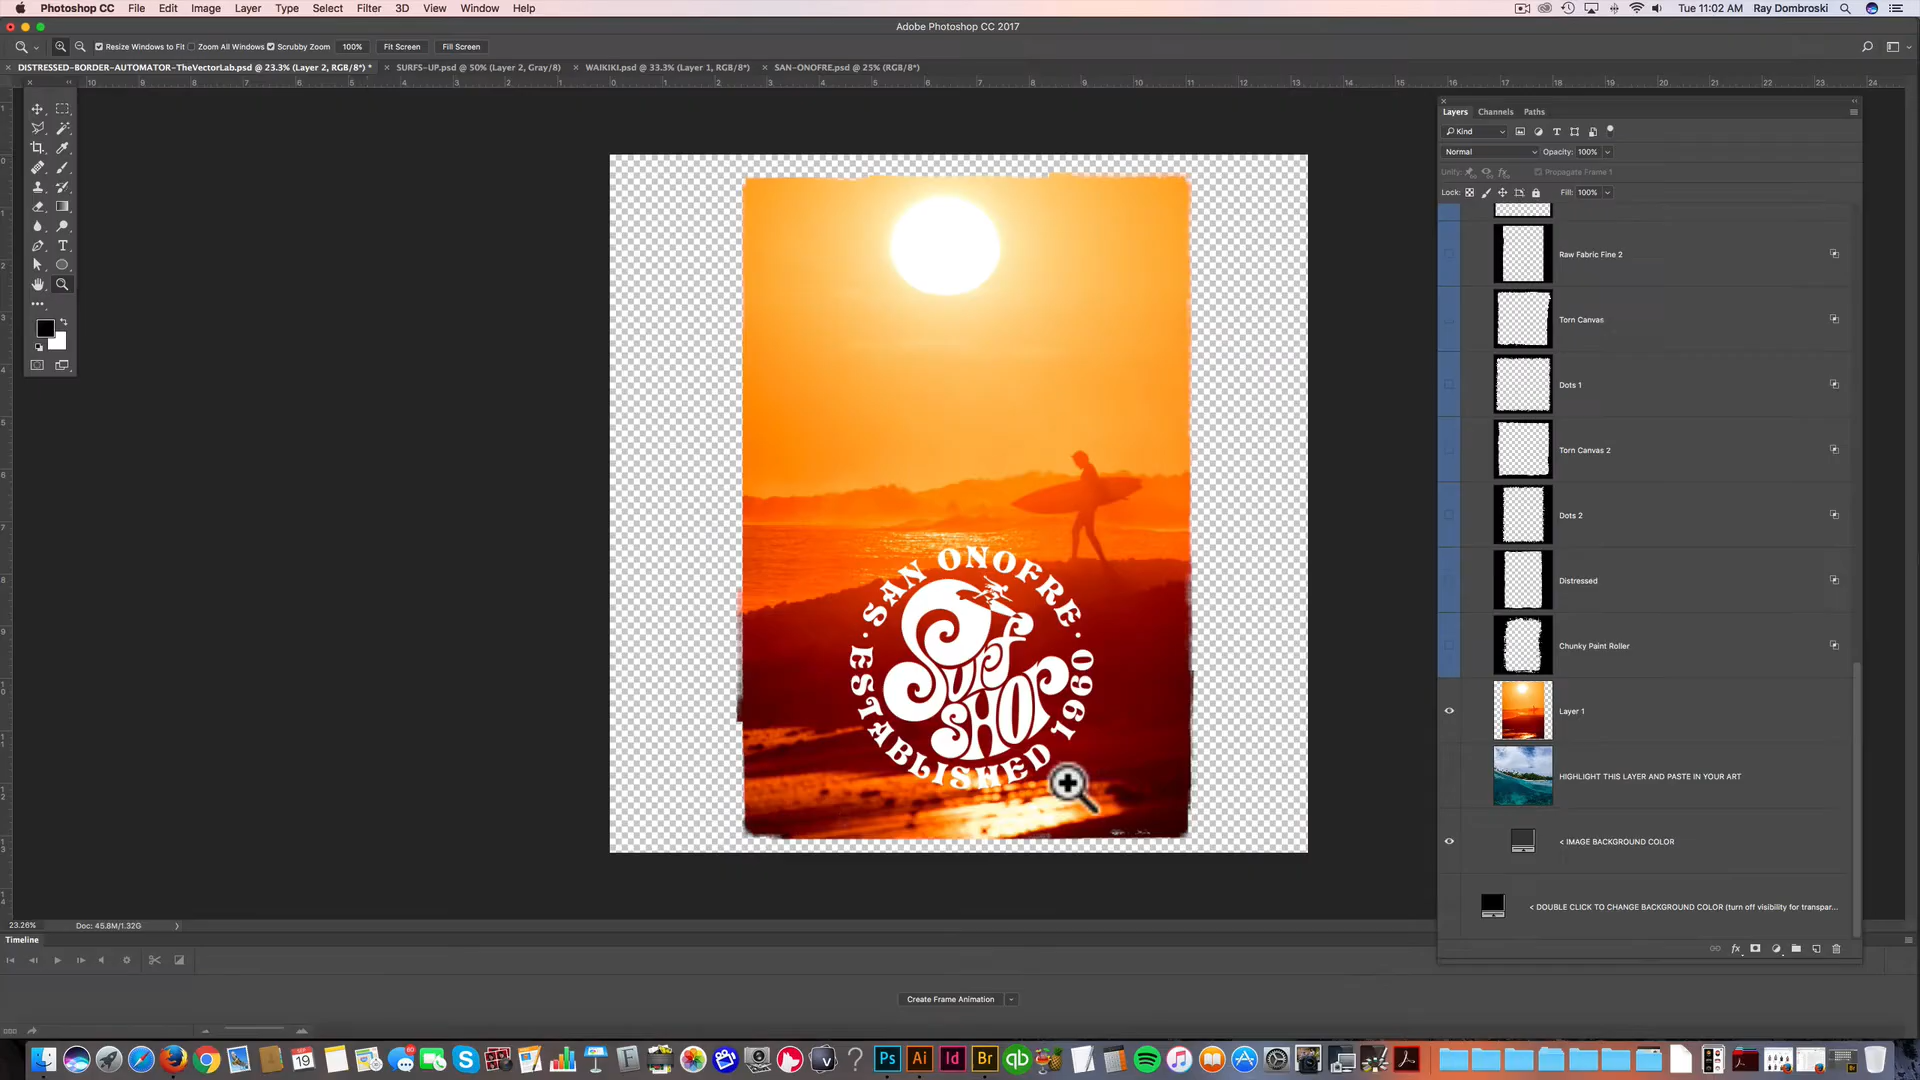 Photoshop CC File Edit Image Layer Type Select Filter 3D View Window Help
Tue 11:02 AM Ray Dombroski
Adobe Photoshop CC 2017
Resize Windows to Fit Zoom All Windows Scrubby Zoom 100% Fit Screen Fill Screen
DISTRESSED-BORDER-AUTOMATOR-TheVectorLab.psd @ 23.3% (Layer 2, RGB/8*) *
SURFS-UP.psd @ 50% (Layer 2, Gray/8)
WAIKIKI.psd @ 33.3% (Layer 1, RGB/8*)
SAN-ONOFRE.psd @ 25% (RGB/8*)
Layers Channels Paths
Kind
Normal Opacity: 100%
Unify: Propagate Frame 1
Lock: Fill: 100%
Raw Fabric Fine 2
Torn Canvas
Dots 1
Torn Canvas 2
Dots 2
Distressed
Chunky Paint Roller
Layer 1
HIGHLIGHT THIS LAYER AND PASTE IN YOUR ART
< IMAGE BACKGROUND COLOR
< DOUBLE CLICK TO CHANGE BACKGROUND COLOR (turn off visibility for transpar...
· SAN ONOFRE ·
Surf
SHOP
ESTABLISHED 1960
23.26% Doc: 45.8M/1.32G
Timeline
Create Frame Animation